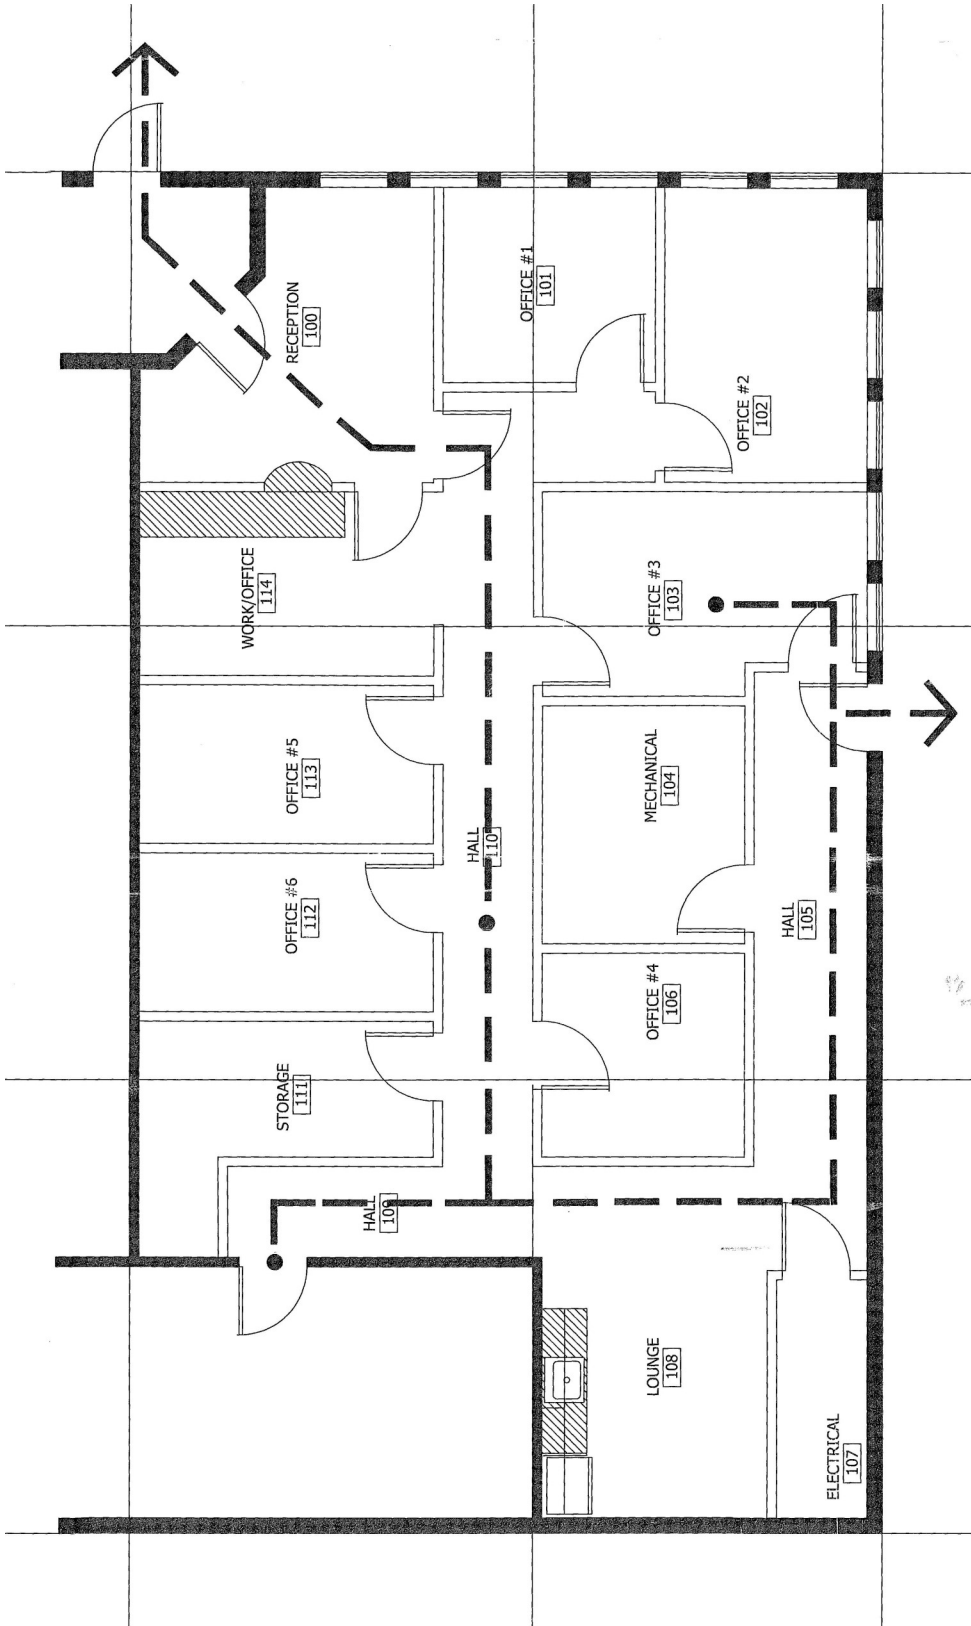 RECEPTION
100
OFFICE #1
101
OFFICE #2
102
OFFICE #3
103
MECHANICAL
104
HALL
105
OFFICE #4
106
ELECTRICAL
107
LOUNGE
108
HALL
109
HALL
110
STORAGE
111
OFFICE #6
112
OFFICE #5
113
WORK/OFFICE
114